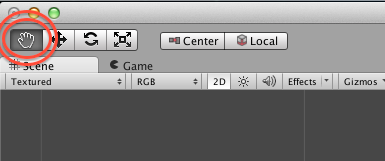 Center Local
Scene Game
Textured RGB 2D Effects Gizmos